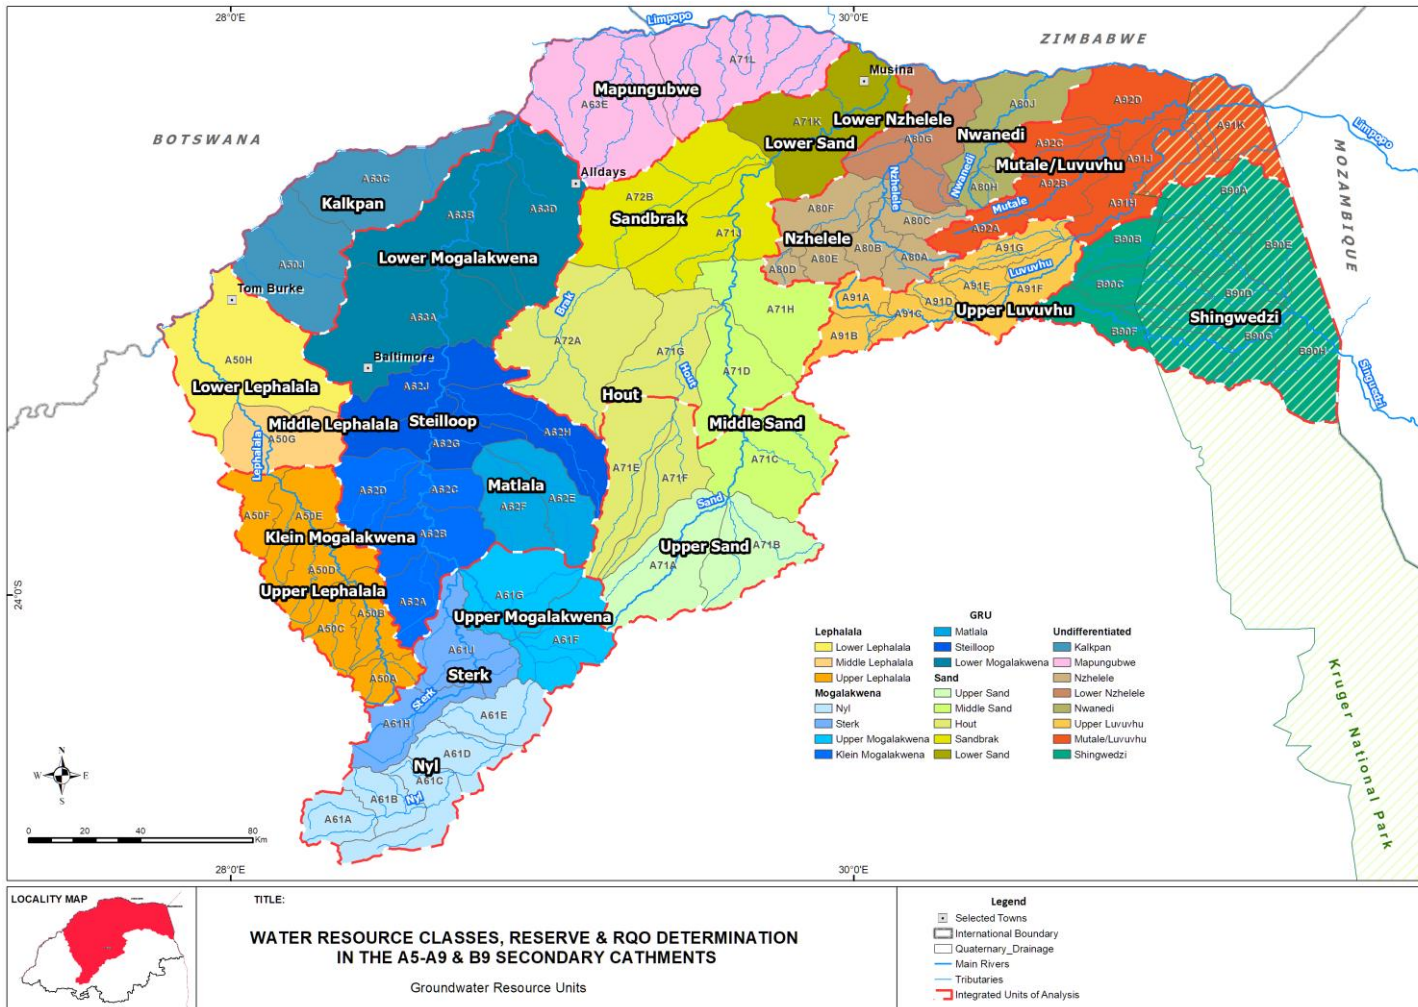 28°0'E
30°0'E
Limpopo
ZIMBABWE
BOTSWANA
MOZAMBIQUE
Musina
A71L
Mapungubwe
A63E
A71K
Lower Nzhelele
Lower Sand
A80G
A80J
Nwanedi
A92D
A91K
Limpopo
A92C
Mutale/Luvuvhu
A91J
A92B
Alldays
A63C
Kalkpan
A63B
A63D
A72B
Sandbrak
A71J
Nzhelele
Nwanedi
A80H
A80F
A80C
Mutale
A91H
A92A
B90A
Lower Mogalakwena
Nzhelele
A80B
A80E
A80A
A80D
A91G
B90B
B90E
A50J
Tom Burke
Luvuvhu
A91E
A91F
B90C
B90D
A91A
A91D
A91C
Upper Luvuvhu
Shingwedzi
A91B
B90F
B90G
B90H
Brak
A63A
A71H
A72A
A71G
Hout
A50H
Baltimore
Lower Lephalala
A62J
A71D
Singuedzi
Hout
Middle Lephalala
Steilloop
Middle Sand
A50G
A62H
A62G
Lephalala
A71E
A71F
A71C
A62D
A62C
Matlala
A62F
A62E
Sand
A50F
A50E
Klein Mogalakwena
A62B
Upper Sand
A71B
A71A
A50D
Upper Lephalala
24°0'S
A62A
A61G
A50B
A50C
Upper Mogalakwena
A61F
A61J
Sterk
A50A
Sterk
A61H
A61E
A61D
Nyl
A61C
A61B
Nyl
A61A
Kruger National Park
GRU
Lephalala
Lower Lephalala
Middle Lephalala
Upper Lephalala
Mogalakwena
Nyl
Sterk
Upper Mogalakwena
Klein Mogalakwena
Matlala
Steilloop
Lower Mogalakwena
Sand
Upper Sand
Middle Sand
Hout
Sandbrak
Lower Sand
Undifferentiated
Kalkpan
Mapungubwe
Nzhelele
Lower Nzhelele
Nwanedi
Upper Luvuvhu
Mutale/Luvuvhu
Shingwedzi
N
W
E
S
0
20
40
80
Km
28°0'E
30°0'E
LOCALITY MAP
TITLE:
WATER RESOURCE CLASSES, RESERVE & RQO DETERMINATION
IN THE A5-A9 & B9 SECONDARY CATHMENTS
Groundwater Resource Units
Legend
Selected Towns
International Boundary
Quaternary_Drainage
Main Rivers
Tributaries
Integrated Units of Analysis